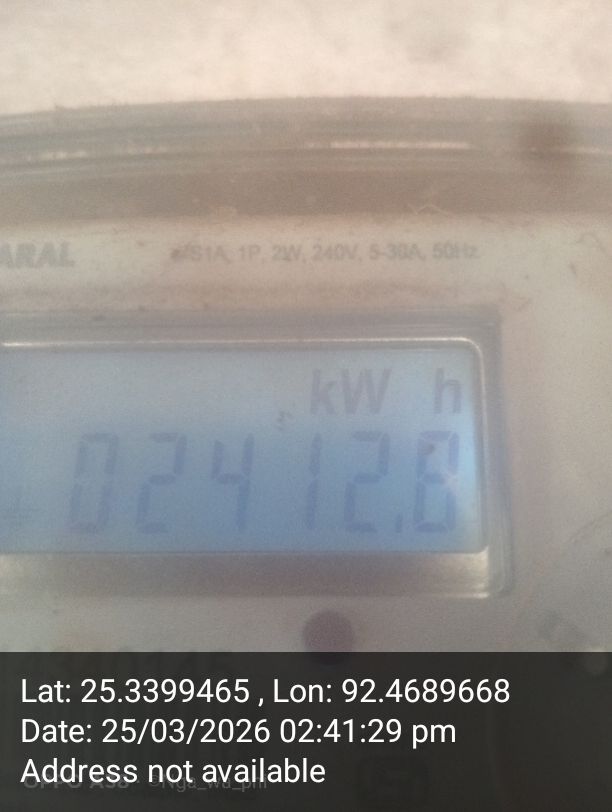 ARAL
S1A, 1P, 2W, 240V, 5-30A, 50Hz
kW h
02412.8
Lat: 25.3399465 , Lon: 92.4689668
Date: 25/03/2026 02:41:29 pm
Address not available